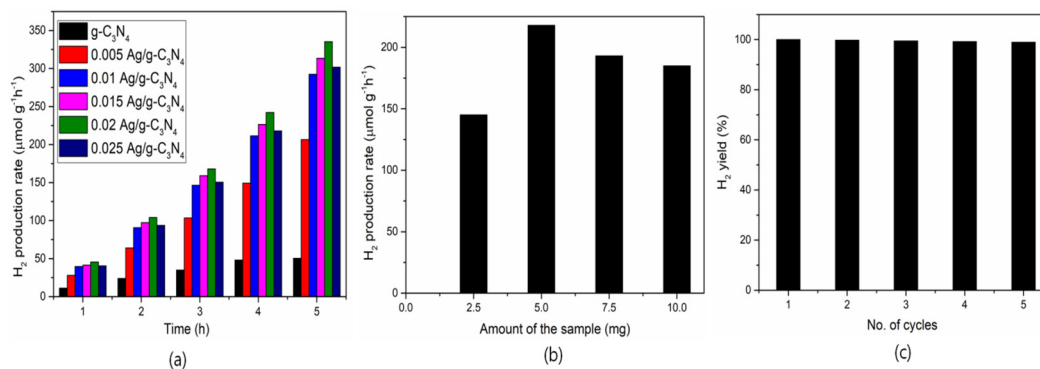 H₂ production rate (μmol g⁻¹h⁻¹)
350
300
250
200
150
100
50
0
g-C₃N₄
0.005 Ag/g-C₃N₄
0.01 Ag/g-C₃N₄
0.015 Ag/g-C₃N₄
0.02 Ag/g-C₃N₄
0.025 Ag/g-C₃N₄
1 2 3 4 5
Time (h)
(a)
H₂ production rate (μmol g⁻¹h⁻¹)
200
150
100
50
0
0.0 2.5 5.0 7.5 10.0
Amount of the sample (mg)
(b)
H₂ yield (%)
100
80
60
40
20
0
1 2 3 4 5
No. of cycles
(c)